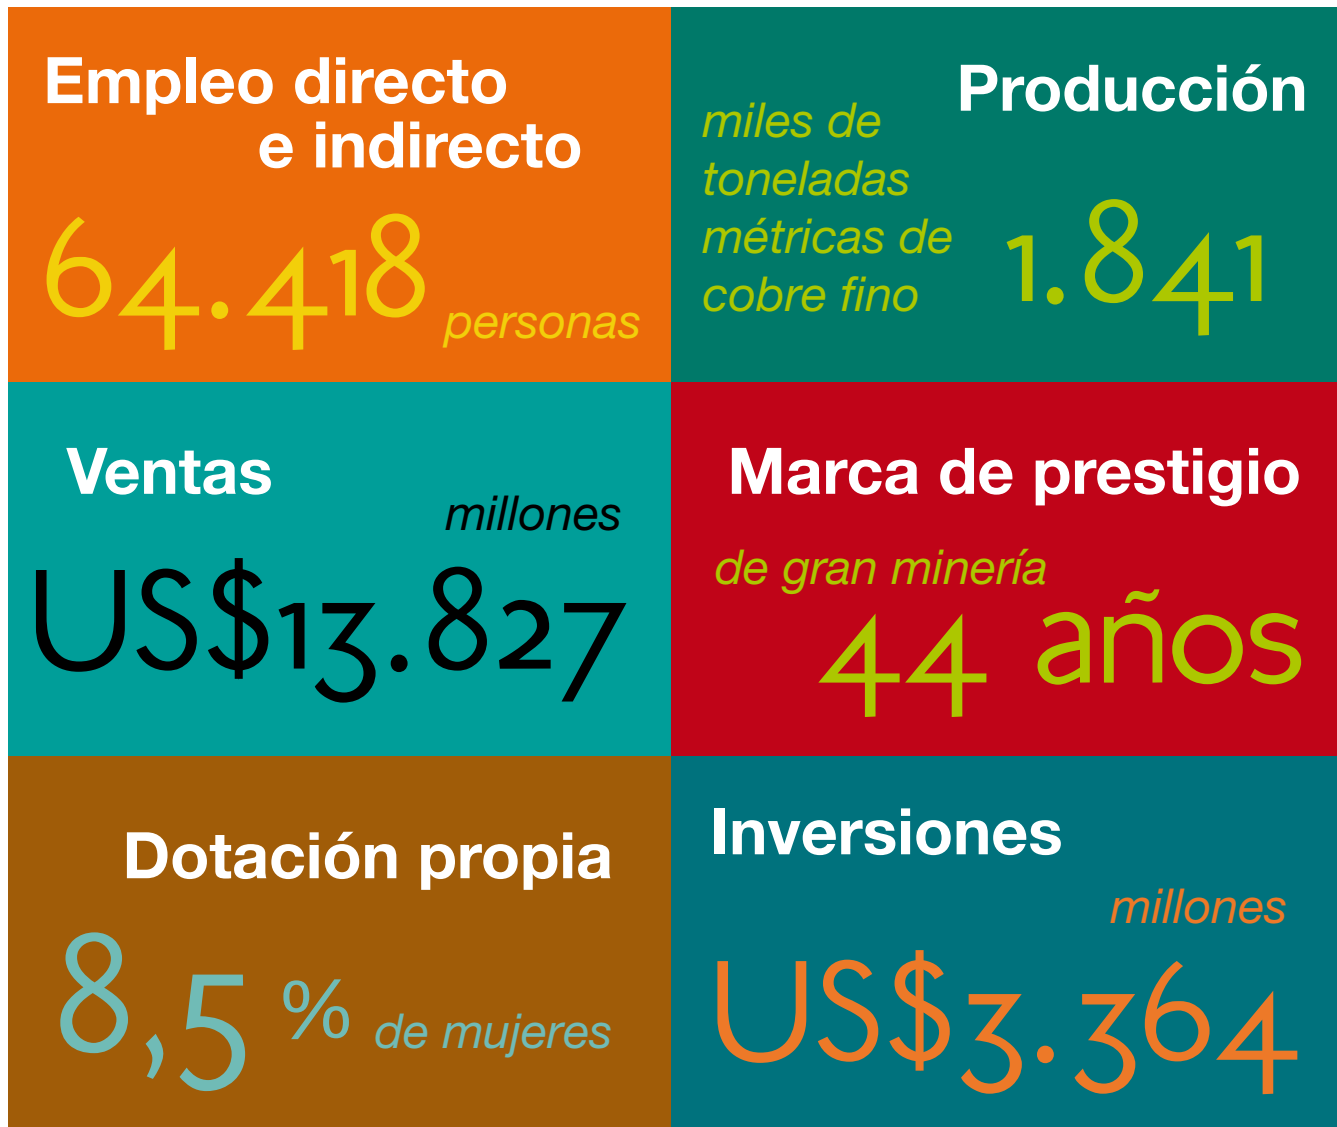 Empleo directo
e indirecto
64.418 personas
Producción
miles de
toneladas
métricas de
cobre fino
1.841
Ventas
millones
US$13.827
Marca de prestigio
de gran minería
44 años
Dotación propia
8,5 % de mujeres
Inversiones
millones
US$3.364